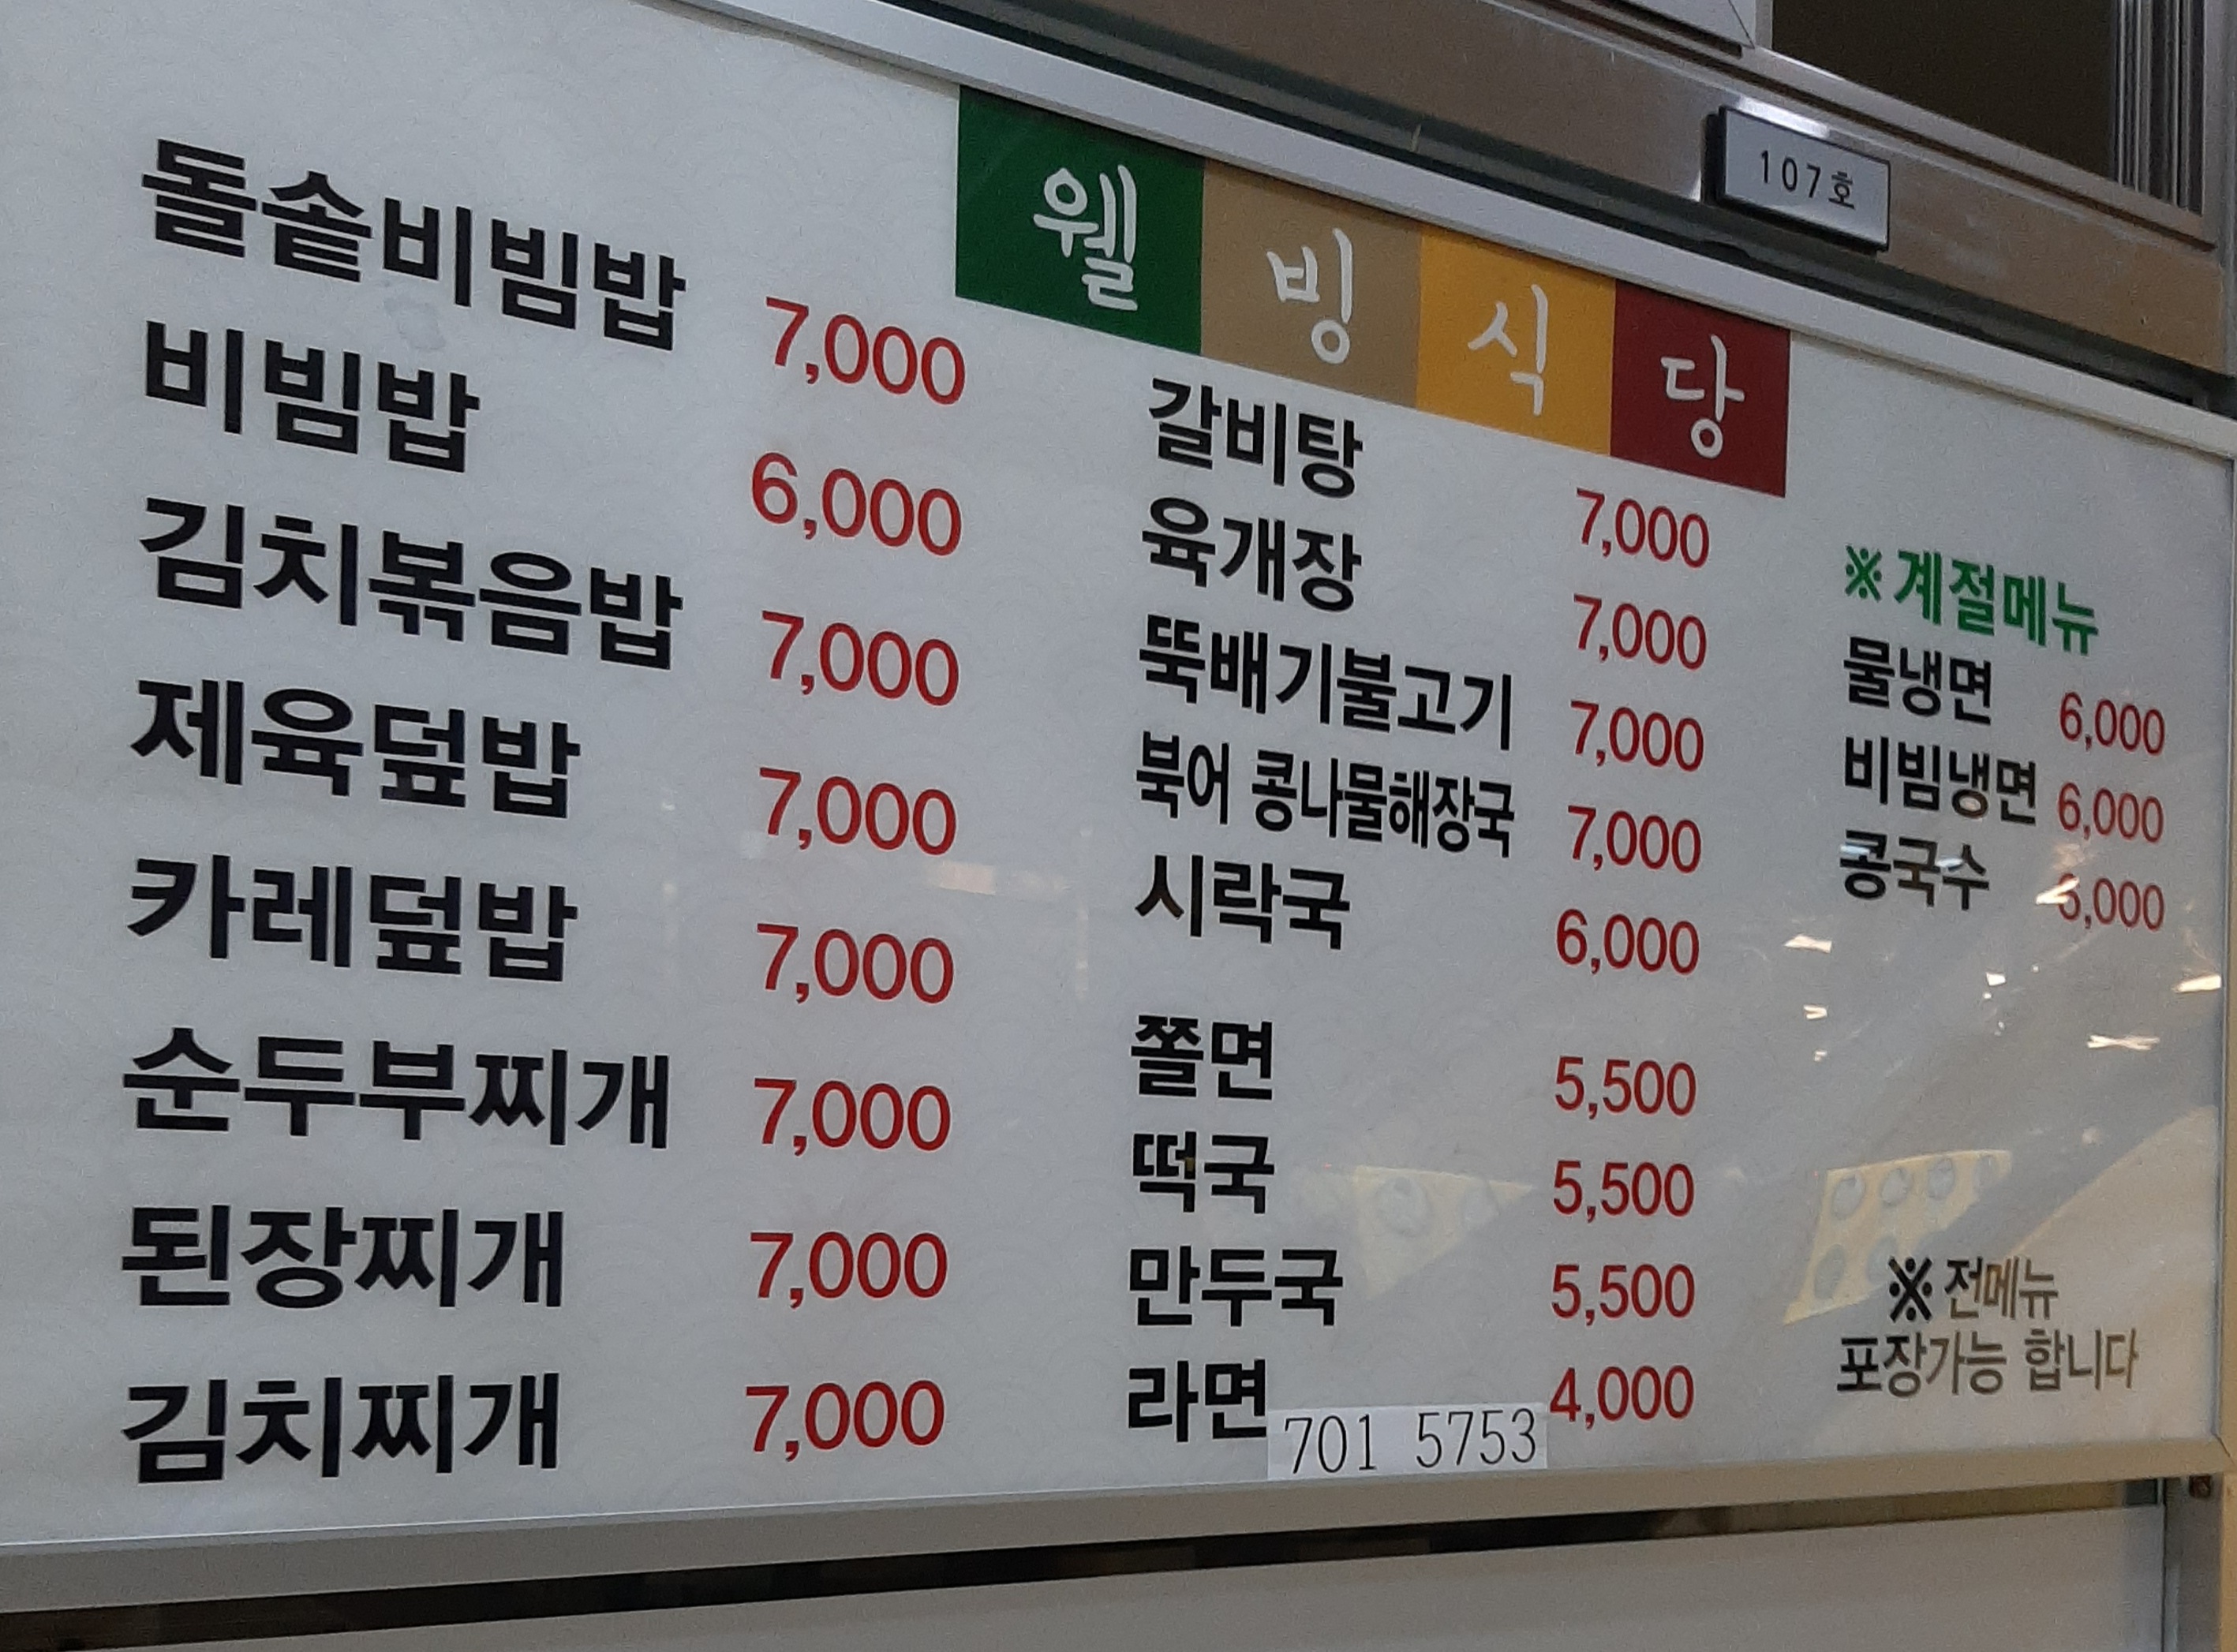 107호
웰빙식당
돌솥비빔밥 7,000
비빔밥 6,000
김치볶음밥 7,000
제육덮밥 7,000
카레덮밥 7,000
순두부찌개 7,000
된장찌개 7,000
김치찌개 7,000
갈비탕 7,000
육개장 7,000
뚝배기불고기 7,000
북어 콩나물해장국 7,000
시락국 6,000
쫄면 5,500
떡국 5,500
만두국 5,500
라면 4,000
701 5753
※계절메뉴
물냉면 6,000
비빔냉면 6,000
콩국수 6,000
※전메뉴
포장가능 합니다